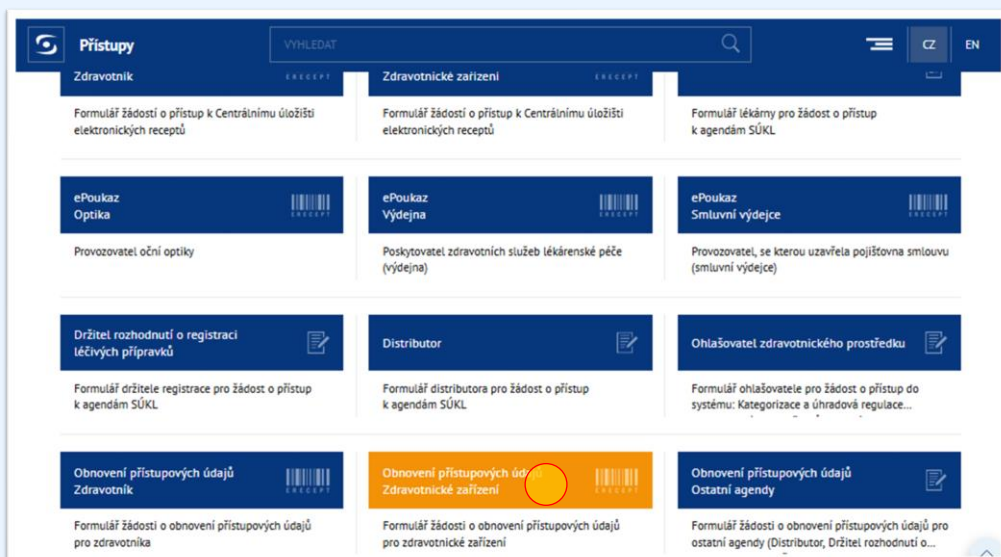 Přístupy
VYHLEDAT
CZ
EN
Zdravotník
ERECEPT
Zdravotnické zařízení
ERECEPT
Formulář žádostí o přístup k Centrálnímu úložišti
elektronických receptů
Formulář žádostí o přístup k Centrálnímu úložišti
elektronických receptů
Formulář lékárny pro žádost o přístup
k agendám SÚKL
ePoukaz
Optika
ERECEPT
ePoukaz
Výdejna
ERECEPT
ePoukaz
Smluvní výdejce
ERECEPT
Provozovatel oční optiky
Poskytovatel zdravotních služeb lékárenské péče
(výdejna)
Provozovatel, se kterou uzavřela pojišťovna smlouvu
(smluvní výdejce)
Držitel rozhodnutí o registraci
léčivých přípravků
Distributor
Ohlašovatel zdravotnického prostředku
Formulář držitele registrace pro žádost o přístup
k agendám SÚKL
Formulář distributora pro žádost o přístup
k agendám SÚKL
Formulář ohlašovatele pro žádost o přístup do
systému: Kategorizace a úhradová regulace...
Obnovení přístupových údajů
Zdravotník
ERECEPT
Obnovení přístupových údajů
Zdravotnické zařízení
ERECEPT
Obnovení přístupových údajů
Ostatní agendy
Formulář žádosti o obnovení přístupových údajů
pro zdravotníka
Formulář žádosti o obnovení přístupových údajů
pro zdravotnické zařízení
Formulář žádosti o obnovení přístupových údajů pro
ostatní agendy (Distributor, Držitel rozhodnutí o...